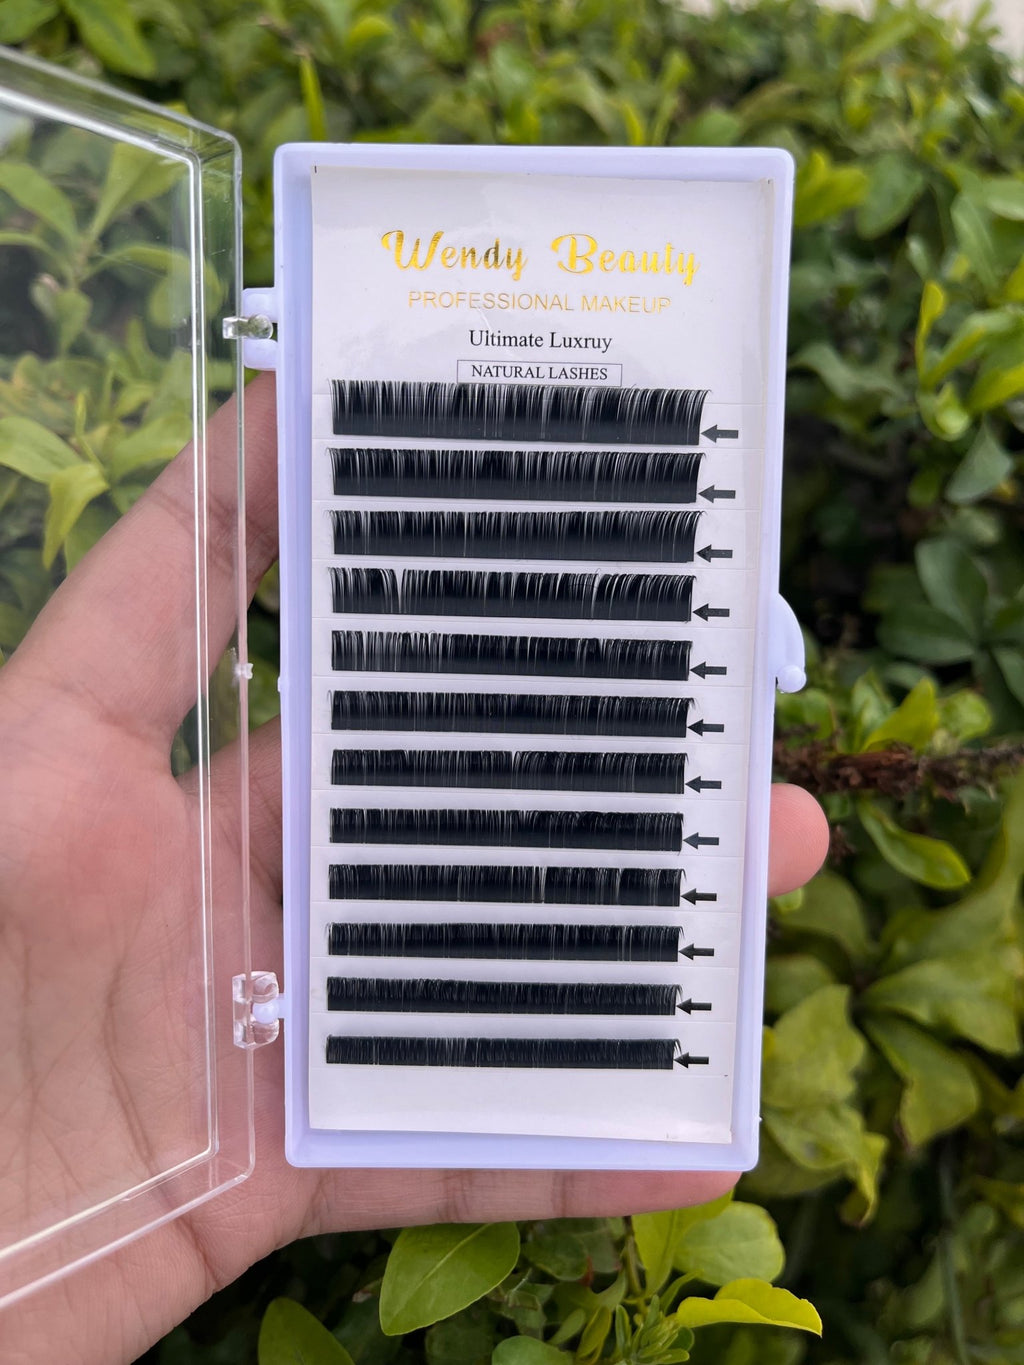 Wendy Beauty
PROFESSIONAL MAKEUP
Ultimate Luxruy
NATURAL LASHES